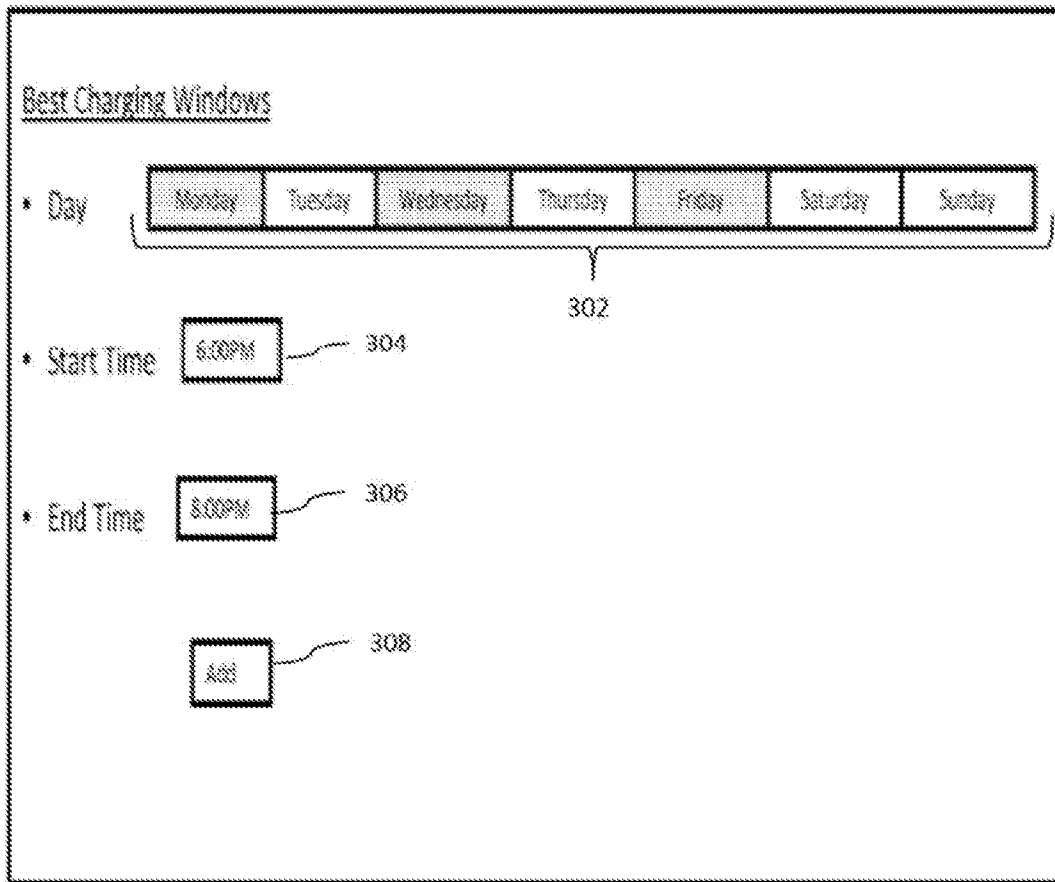 Best Charging Windows
• Day Monday Tuesday Wednesday Thursday Friday Saturday Sunday
302
• Start Time 6:00PM 304
• End Time 8:00PM 306
Add 308